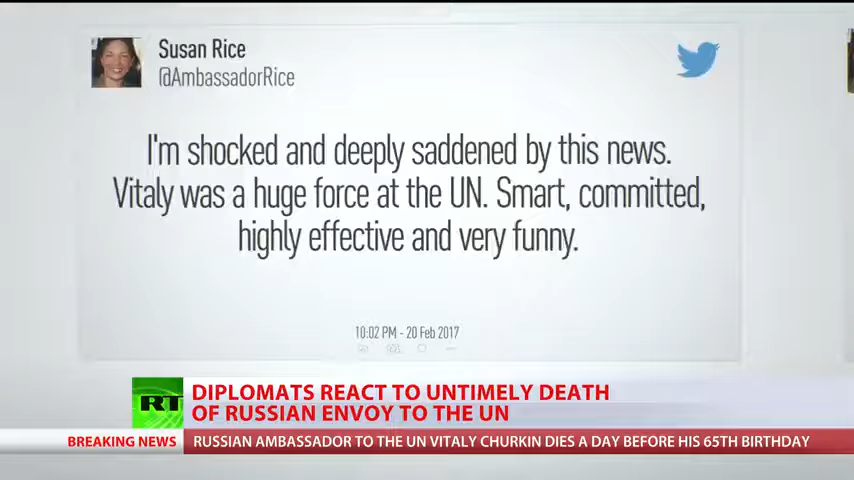 Susan Rice
@AmbassadorRice
I'm shocked and deeply saddened by this news.
Vitaly was a huge force at the UN. Smart, committed,
highly effective and very funny.
10:02 PM - 20 Feb 2017
RT
DIPLOMATS REACT TO UNTIMELY DEATH
OF RUSSIAN ENVOY TO THE UN
BREAKING NEWS
RUSSIAN AMBASSADOR TO THE UN VITALY CHURKIN DIES A DAY BEFORE HIS 65TH BIRTHDAY